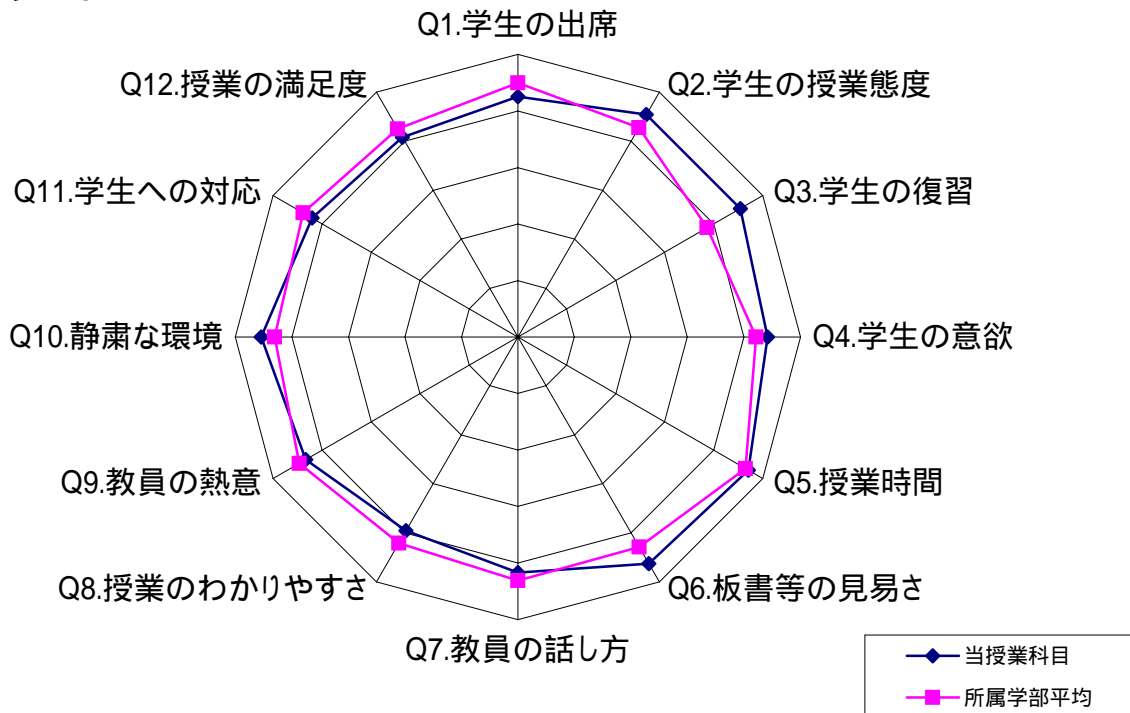 Q1.学生の出席
Q2.学生の授業態度
Q3.学生の復習
Q4.学生の意欲
Q5.授業時間
Q6.板書等の見易さ
Q7.教員の話し方
Q8.授業のわかりやすさ
Q9.教員の熱意
Q10.静粛な環境
Q11.学生への対応
Q12.授業の満足度
当授業科目
所属学部平均